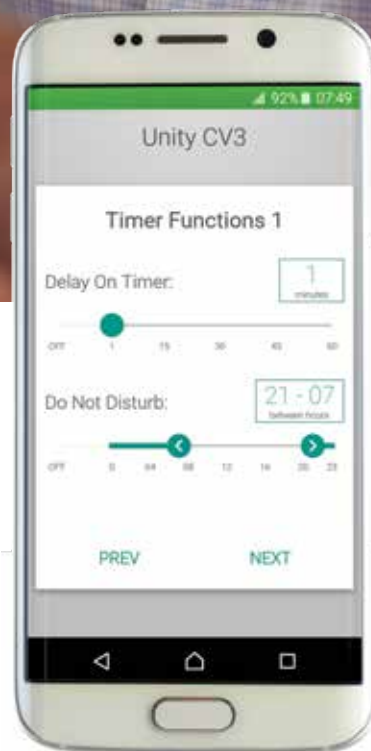 92% 07:49
Unity CV3
Timer Functions 1
Delay On Timer:
1
minutes
OFF 1 15 30 45 60
Do Not Disturb:
21 - 07
between hours
OFF 0 04 08 12 16 20 23
PREV NEXT